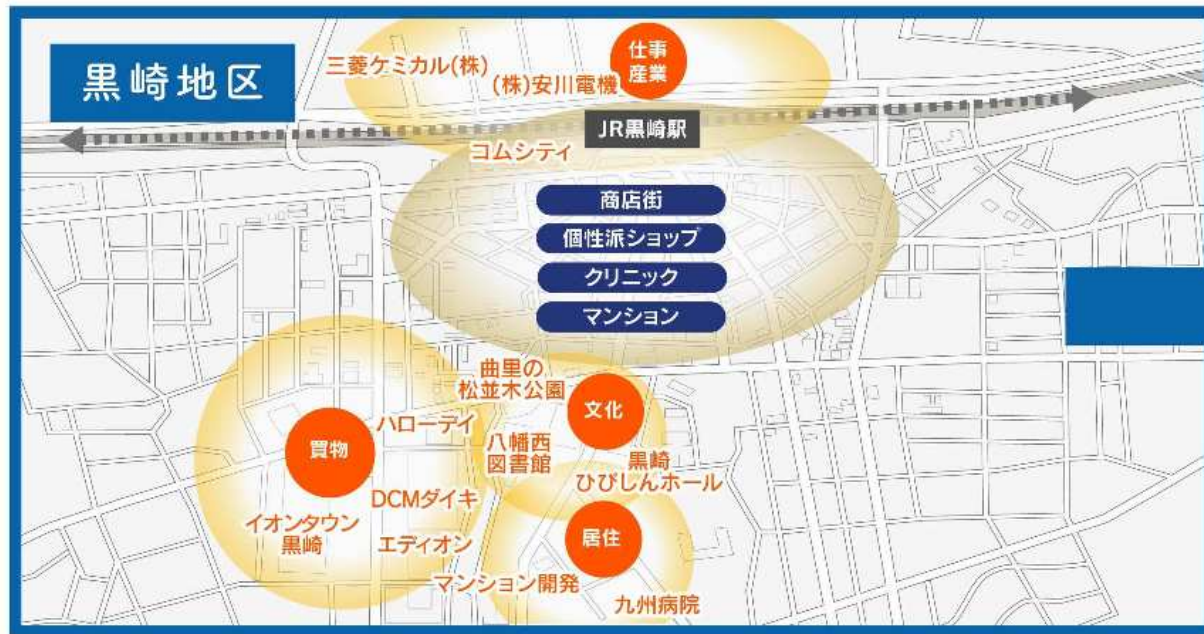 黒崎地区
仕事
産業
三菱ケミカル(株)
(株)安川電機
JR黒崎駅
コムシティ
商店街
個性派ショップ
クリニック
マンション
曲里の
松並木公園
文化
ハローデイ
買物
八幡西
図書館
黒崎
ひびしんホール
DCMダイキ
イオンタウン
黒崎
エディオン
居住
マンション開発
九州病院